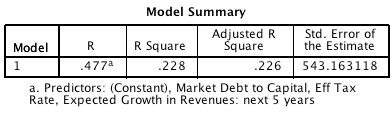 Model Summary
Model R R Square Adjusted R Square Std. Error of the Estimate
1 .477a .228 .226 543.163118
a. Predictors: (Constant), Market Debt to Capital, Eff Tax
Rate, Expected Growth in Revenues: next 5 years